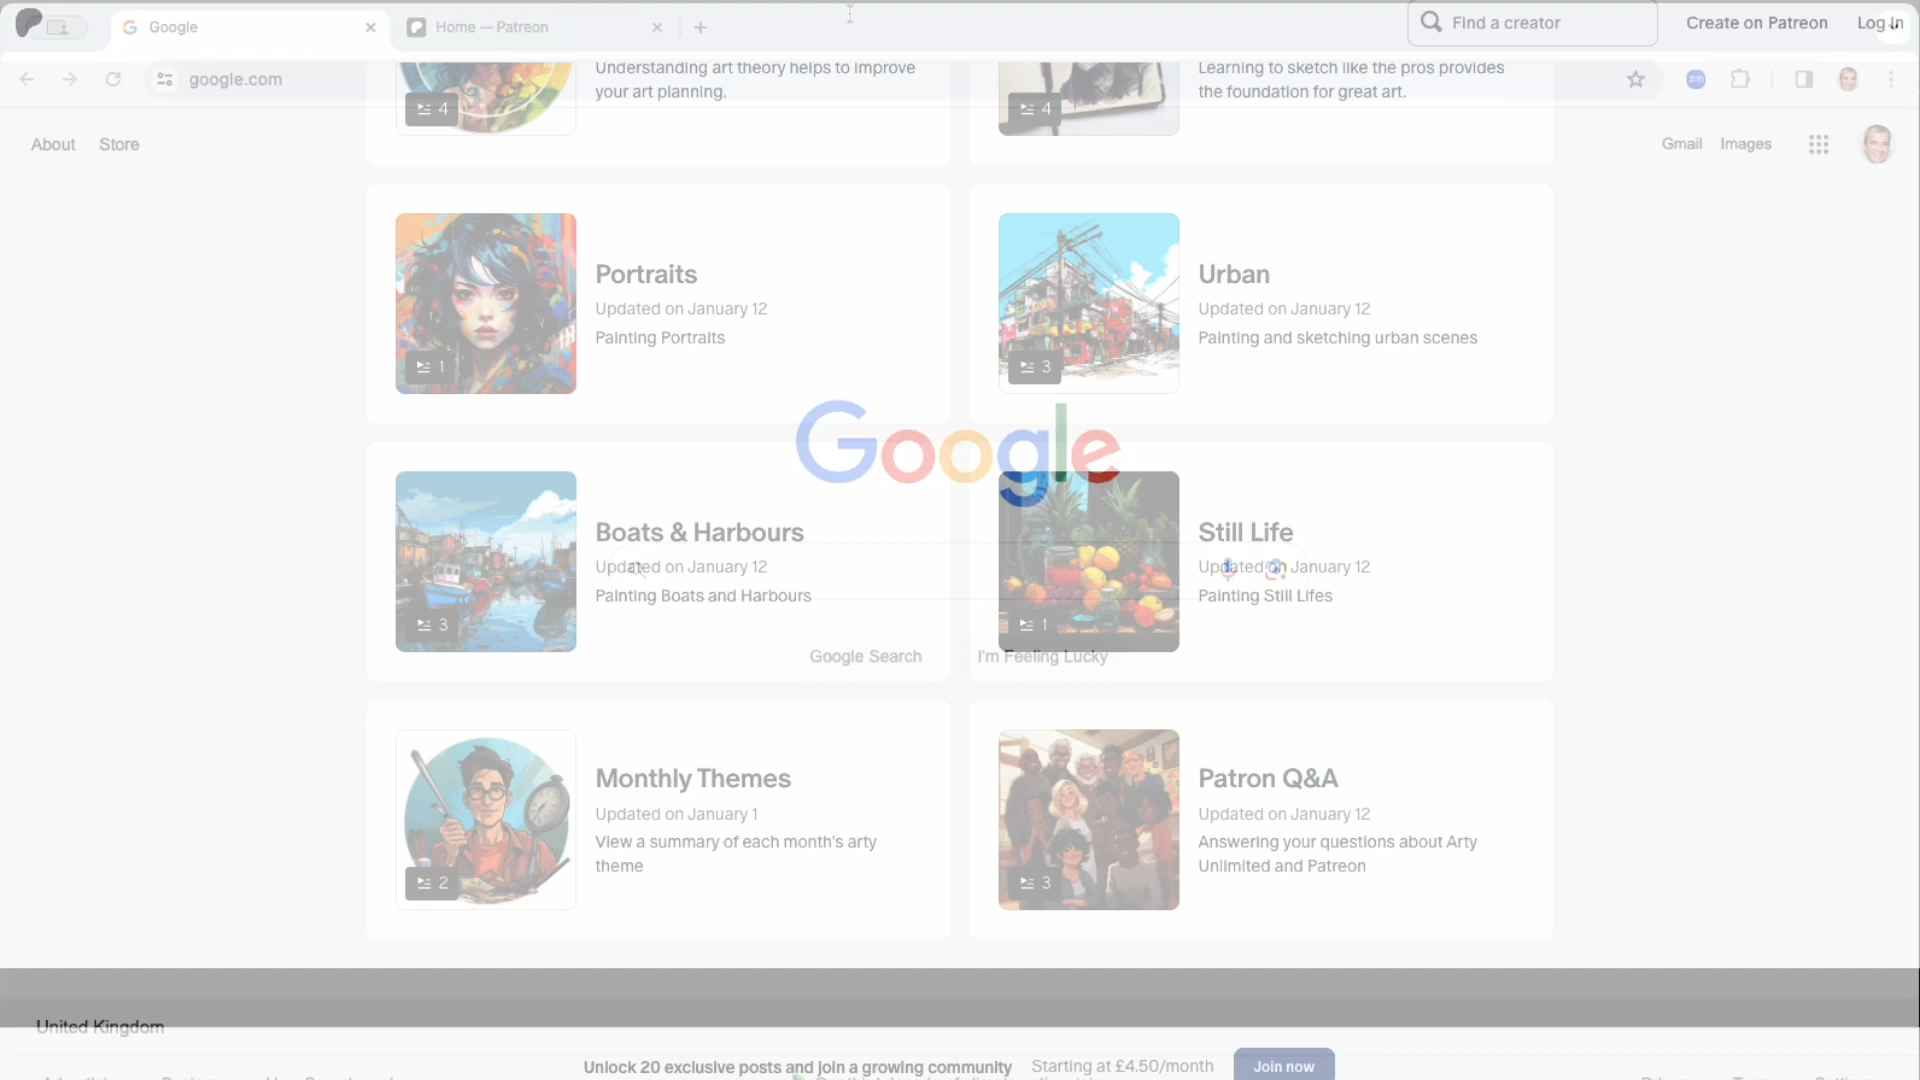 Google
Home — Patreon
Find a creator
Create on Patreon
Log In
google.com
Understanding art theory helps to improve
your art planning.
4
Learning to sketch like the pros provides
the foundation for great art.
4
About
Store
Gmail
Images
Portraits
Updated on January 12
Painting Portraits
1
Urban
Updated on January 12
Painting and sketching urban scenes
3
Google
Boats & Harbours
Updated on January 12
Painting Boats and Harbours
3
Still Life
Updated on January 12
Painting Still Lifes
1
Google Search
I'm Feeling Lucky
Monthly Themes
Updated on January 1
View a summary of each month's arty
theme
2
Patron Q&A
Updated on January 12
Answering your questions about Arty
Unlimited and Patreon
3
United Kingdom
Unlock 20 exclusive posts and join a growing community
Starting at £4.50/month
Join now